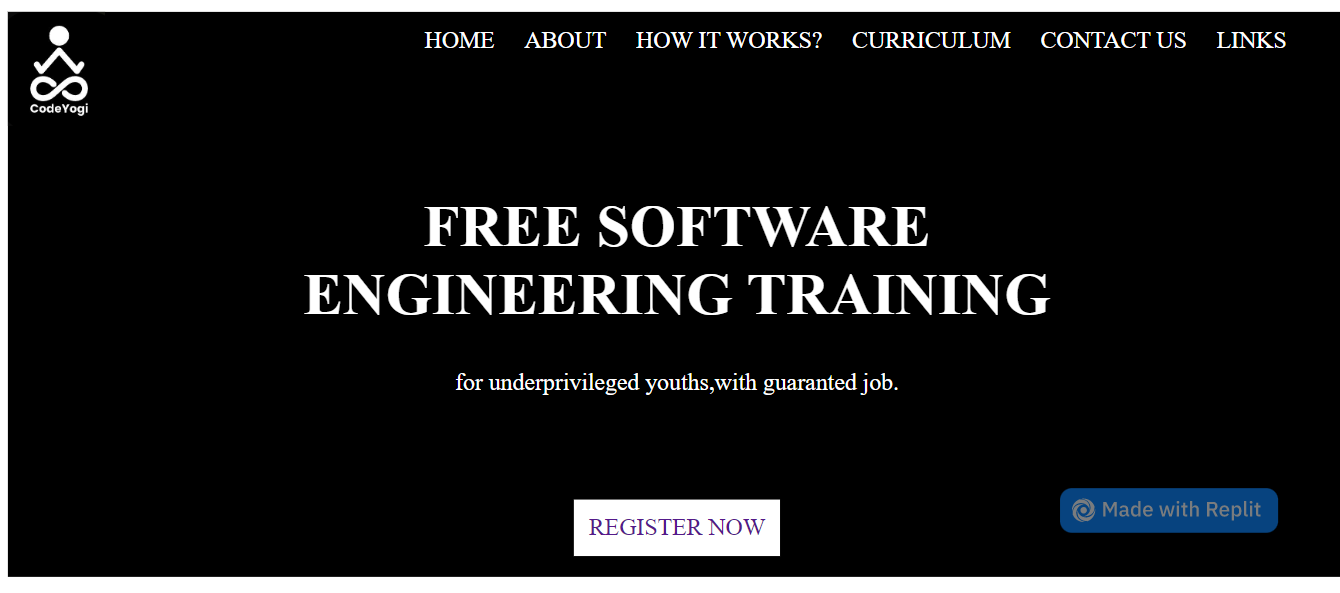 CodeYogi
HOME ABOUT HOW IT WORKS? CURRICULUM CONTACT US LINKS
FREE SOFTWARE
ENGINEERING TRAINING
for underprivileged youths,with guaranted job.
Made with Replit
REGISTER NOW